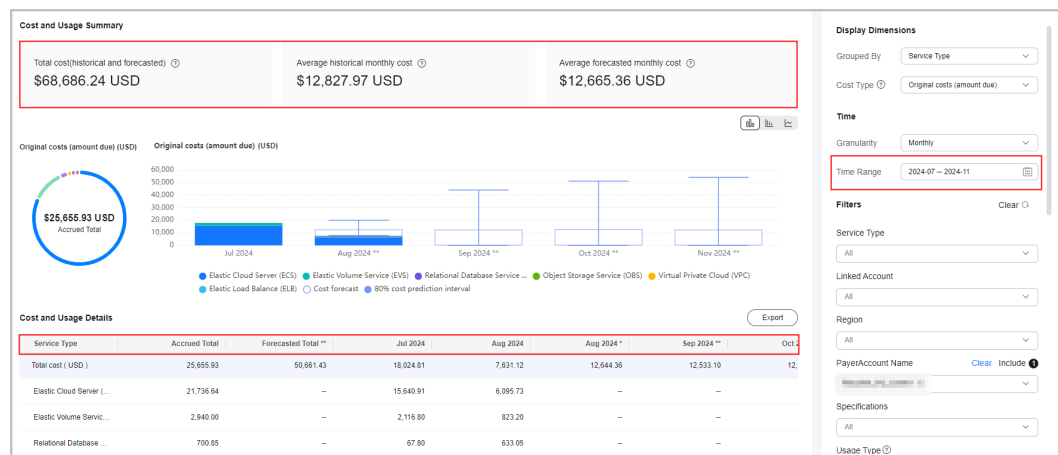 Cost and Usage Summary
Total cost(historical and forecasted)
$68,686.24 USD
Average historical monthly cost
$12,827.97 USD
Average forecasted monthly cost
$12,665.36 USD
Original costs (amount due) (USD)
Original costs (amount due) (USD)
$25,655.93 USD
Accrued Total
60,000
50,000
40,000
30,000
20,000
10,000
0
Jul 2024
Aug 2024 **
Sep 2024 **
Oct 2024 **
Nov 2024 **
Elastic Cloud Server (ECS) Elastic Volume Service (EVS) Relational Database Service ... Object Storage Service (OBS) Virtual Private Cloud (VPC)
Elastic Load Balance (ELB) Cost forecast 80% cost prediction interval
Cost and Usage Details
Export
Service Type Accrued Total Forecasted Total ** Jul 2024 Aug 2024 Aug 2024 * Sep 2024 ** Oct 2
Total cost ( USD ) 25,655.93 50,661.43 18,024.81 7,631.12 12,644.36 12,533.10 12,
Elastic Cloud Server (... 21,736.64 -- 15,640.91 6,095.73 -- --
Elastic Volume Servic... 2,940.00 -- 2,116.80 823.20 -- --
Relational Database ... 700.85 -- 67.80 633.05 -- --
Display Dimensions
Grouped By Service Type
Cost Type Original costs (amount due)
Time
Granularity Monthly
Time Range 2024-07 – 2024-11
Filters Clear
Service Type
All
Linked Account
All
Region
All
PayerAccount Name Clear Include 1
Specifications
All
Usage Type